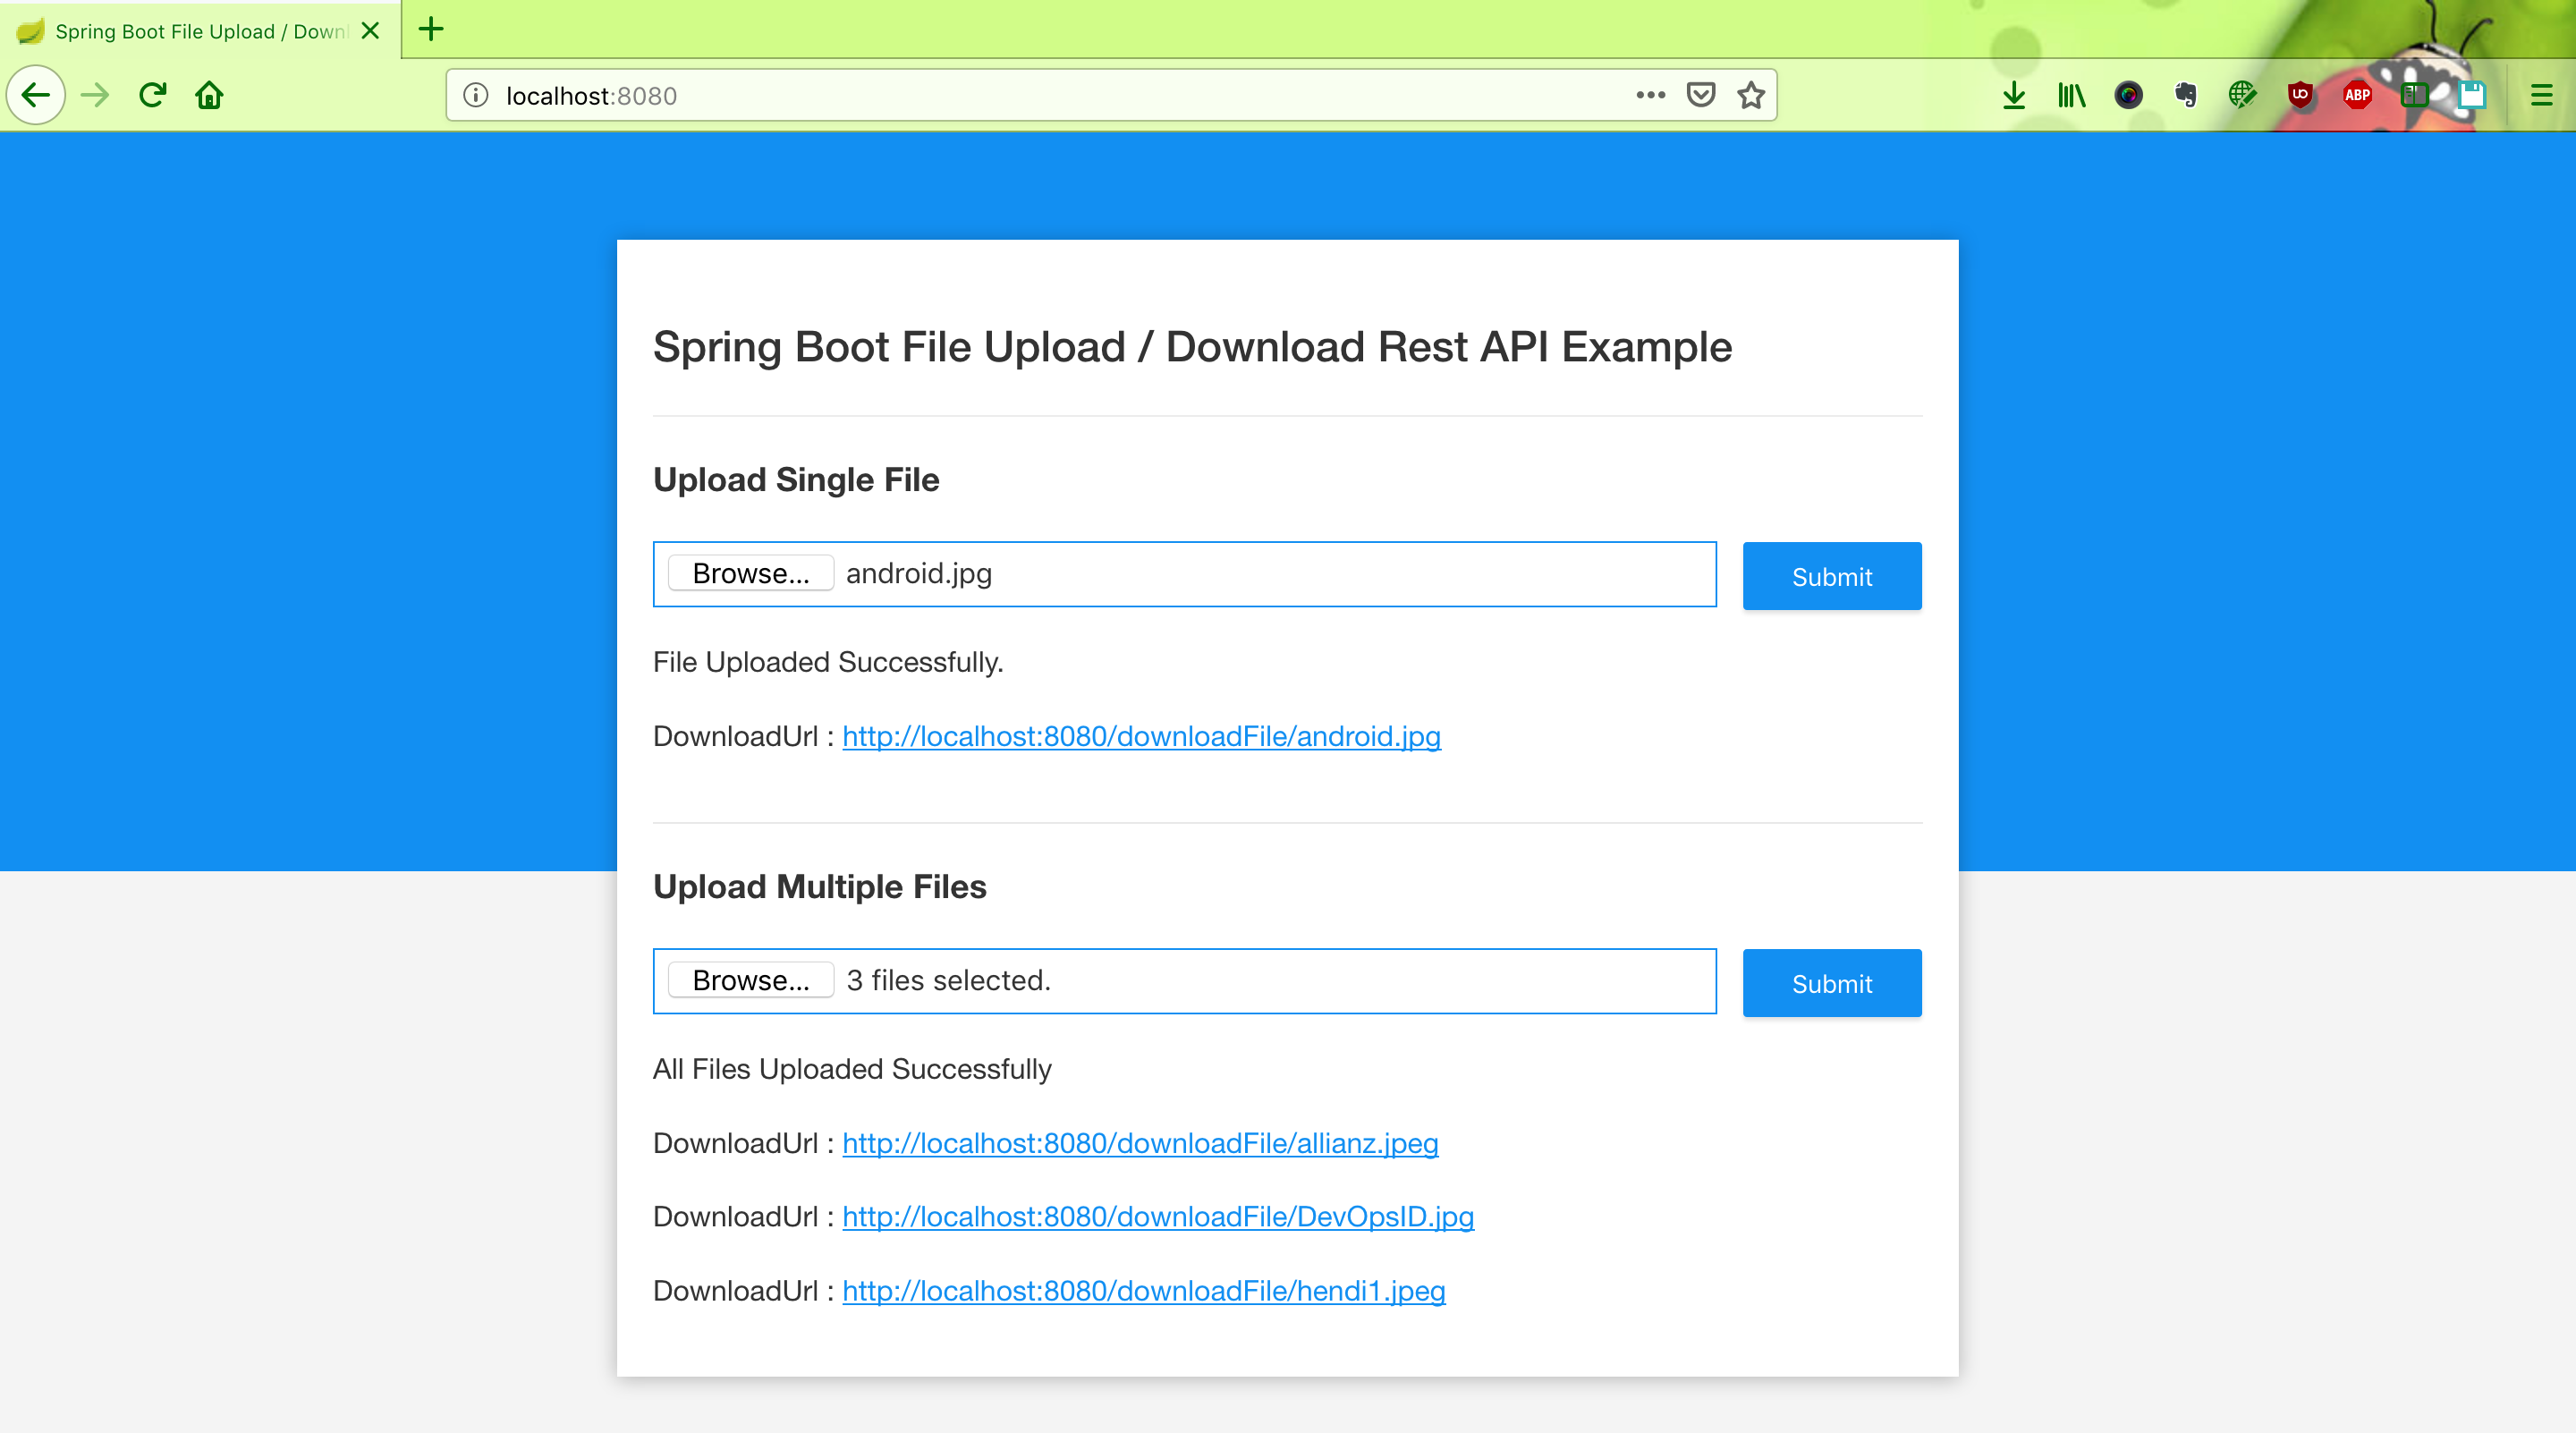 Spring Boot File Upload / Down
localhost:8080
UO
ABP
Spring Boot File Upload / Download Rest API Example
Upload Single File
Browse... android.jpg
Submit
File Uploaded Successfully.
DownloadUrl : http://localhost:8080/downloadFile/android.jpg
Upload Multiple Files
Browse... 3 files selected.
Submit
All Files Uploaded Successfully
DownloadUrl : http://localhost:8080/downloadFile/allianz.jpeg
DownloadUrl : http://localhost:8080/downloadFile/DevOpsID.jpg
DownloadUrl : http://localhost:8080/downloadFile/hendi1.jpeg